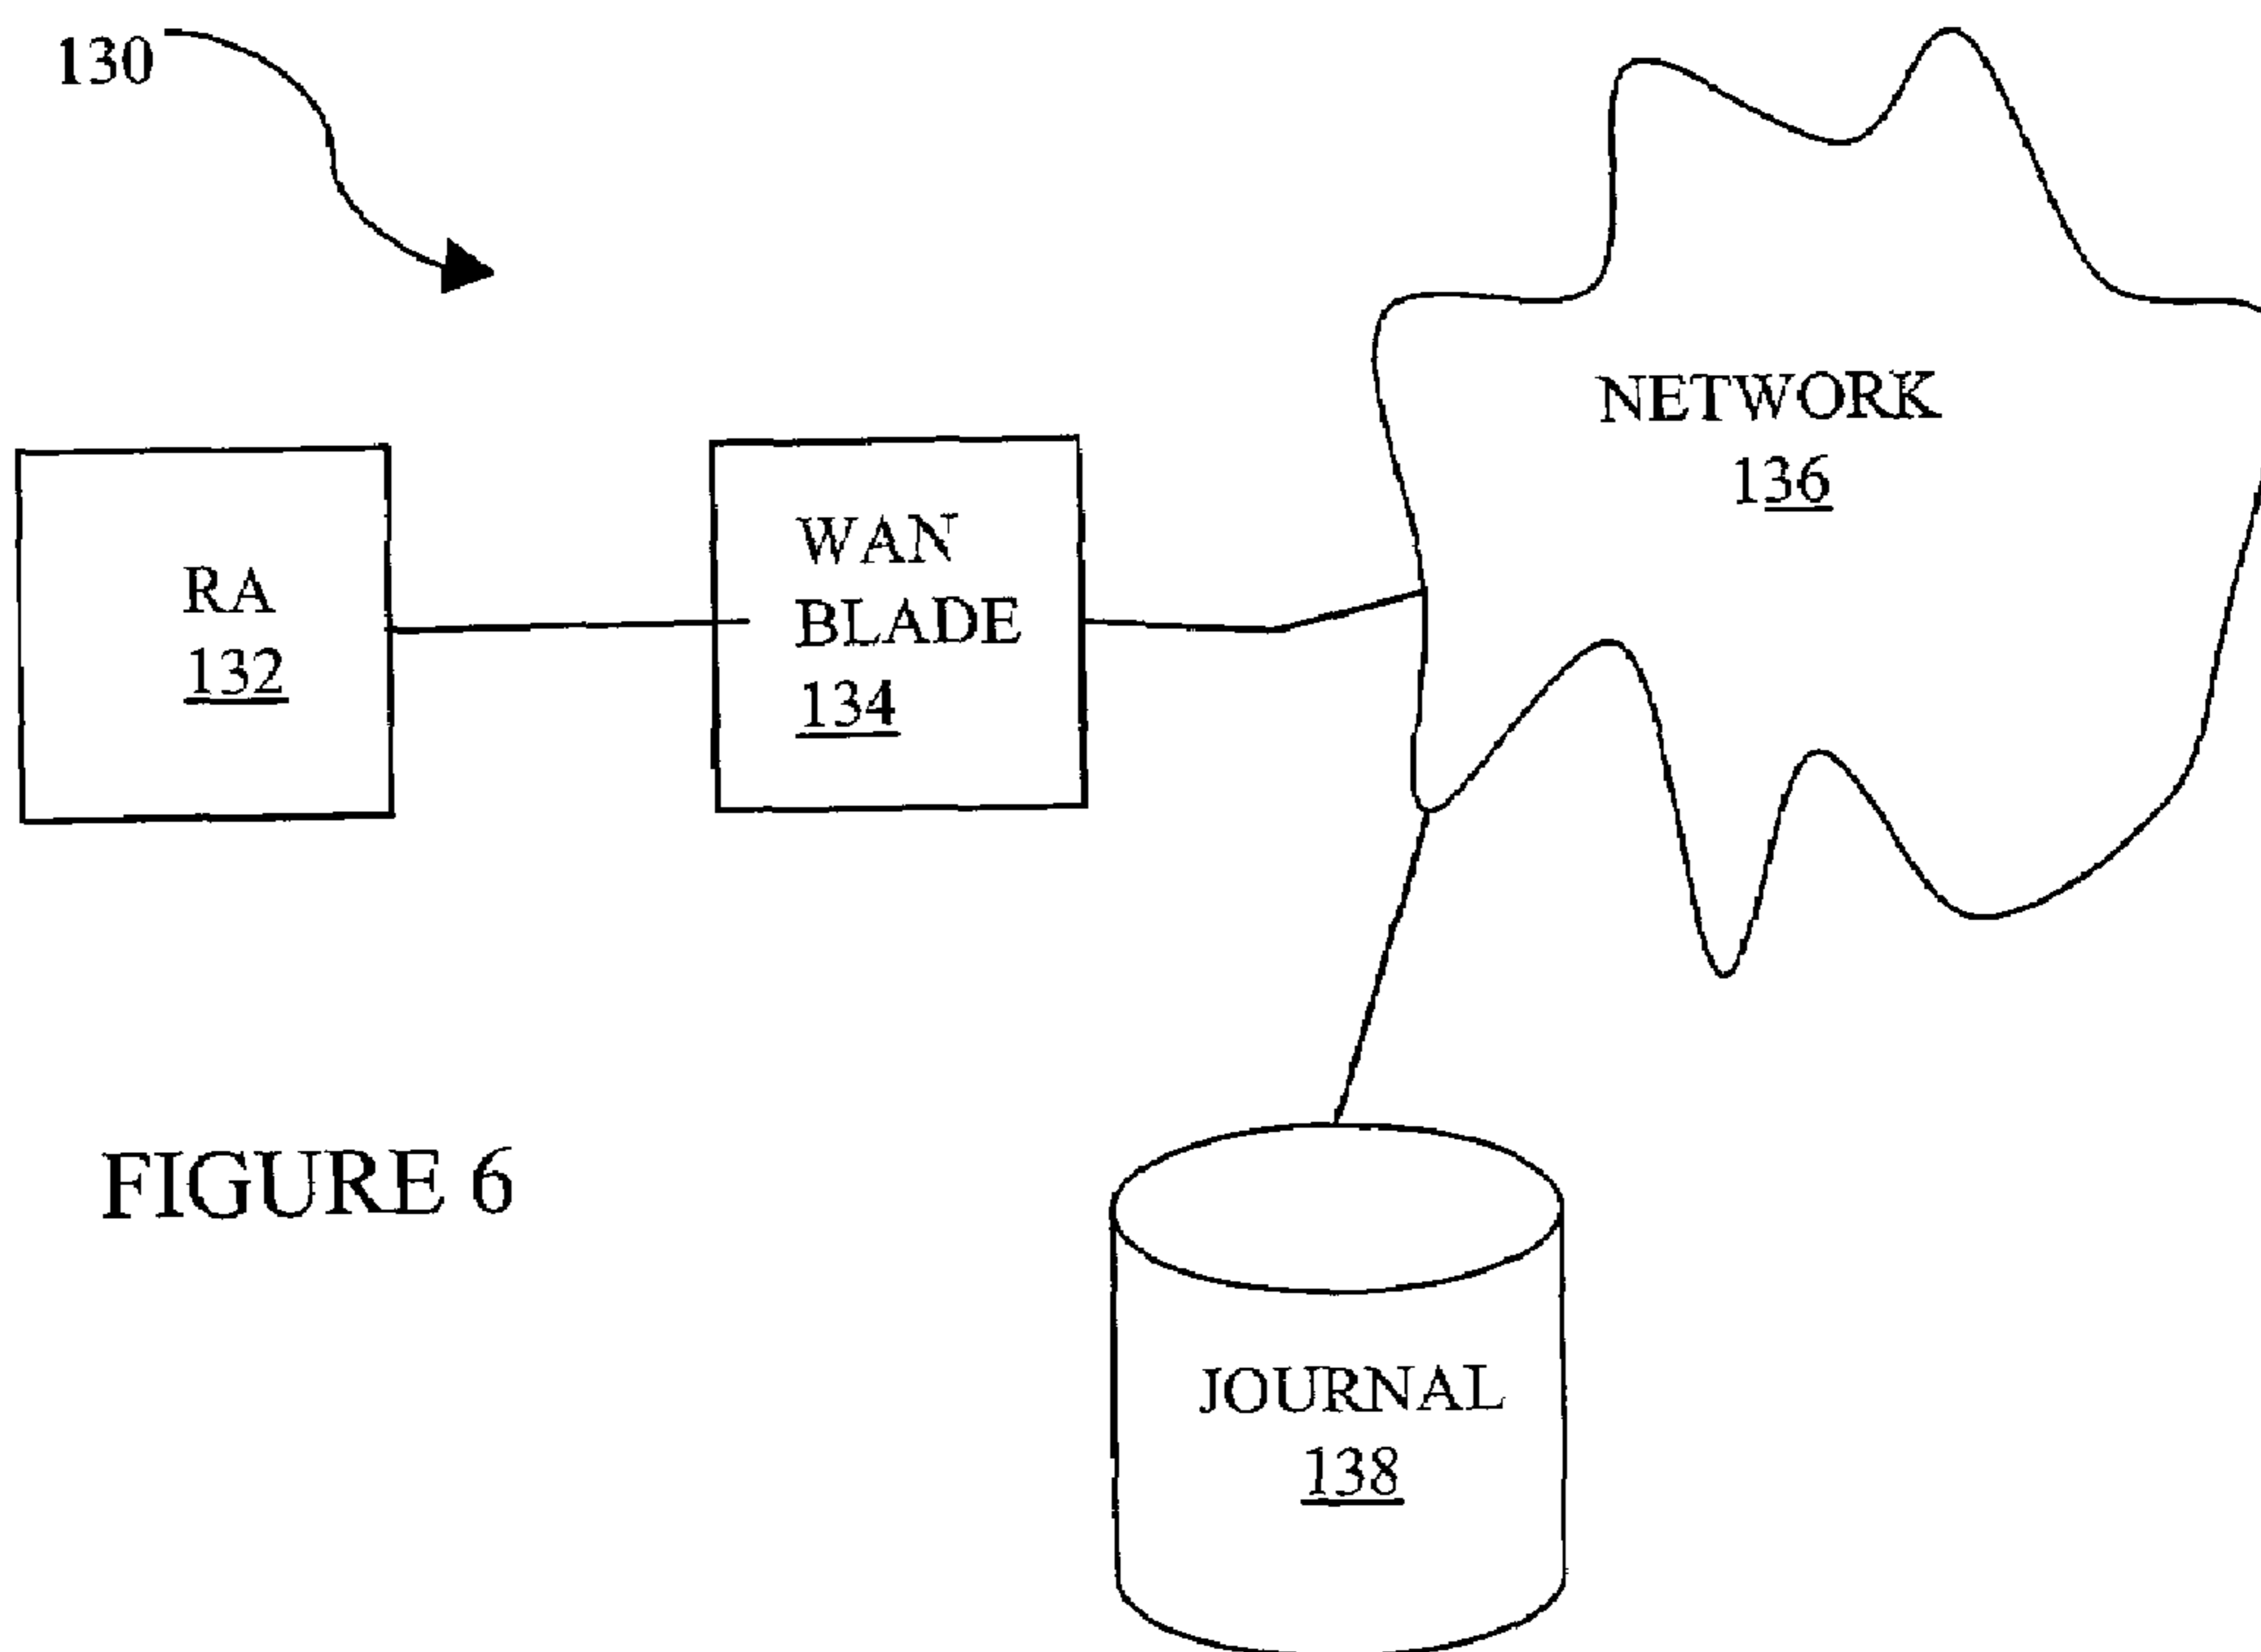 130
NETWORK
136
RA
132
WAN
BLADE
134
FIGURE 6
JOURNAL
138